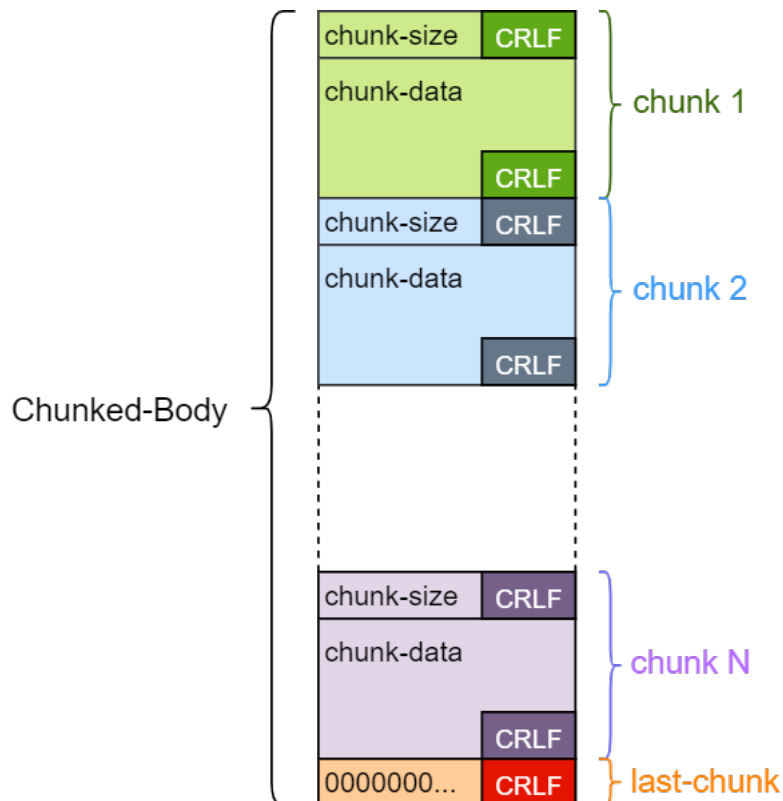 chunk-size CRLF
chunk-data
chunk 1
CRLF
chunk-size CRLF
chunk-data
chunk 2
CRLF
Chunked-Body
chunk-size CRLF
chunk-data
chunk N
CRLF
0000000... CRLF
last-chunk